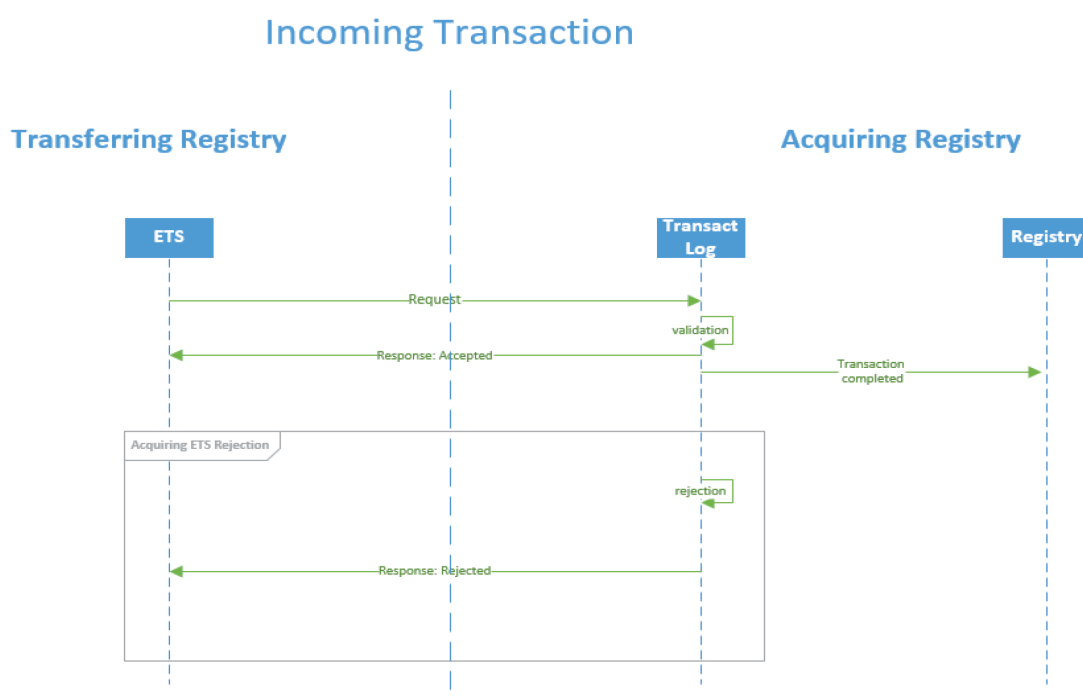 Incoming Transaction
Transferring Registry
Acquiring Registry
ETS
Transact
Log
Registry
Request
validation
Response: Accepted
Transaction
completed
Acquiring ETS Rejection
rejection
Response: Rejected